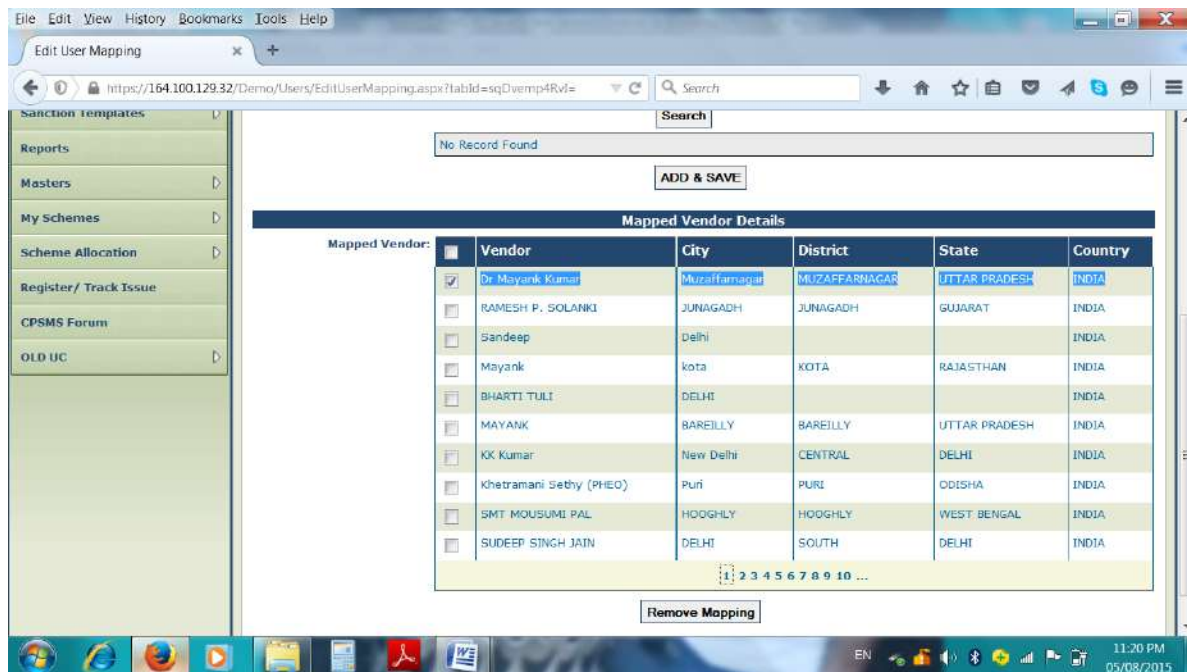 File Edit View History Bookmarks Tools Help
Edit User Mapping
https://164.100.129.32/Demo/Users/EditUserMapping.aspx?tabId=sqDvemp4RvI=
Search
Sanction Templates
Search
Reports
No Record Found
Masters
ADD & SAVE
My Schemes
Mapped Vendor Details
Scheme Allocation
Mapped Vendor: Vendor City District State Country
Register/ Track Issue
Dr Mayank Kumar Muzaffarnagar MUZAFFARNAGAR UTTAR PRADESH INDIA
RAMESH P. SOLANKI JUNAGADH JUNAGADH GUJARAT INDIA
CPSMS Forum
Sandeep Delhi INDIA
OLD UC
Mayank kota KOTA RAJASTHAN INDIA
BHARTI TULI DELHI INDIA
MAYANK BAREILLY BAREILLY UTTAR PRADESH INDIA
KK Kumar New Delhi CENTRAL DELHI INDIA
Khetramani Sethy (PHEO) Puri PURI ODISHA INDIA
SMT MOUSUMI PAL HOOGHLY HOOGHLY WEST BENGAL INDIA
SUDEEP SINGH JAIN DELHI SOUTH DELHI INDIA
1 2 3 4 5 6 7 8 9 10 ...
Remove Mapping
EN
11:20 PM
05/08/2015